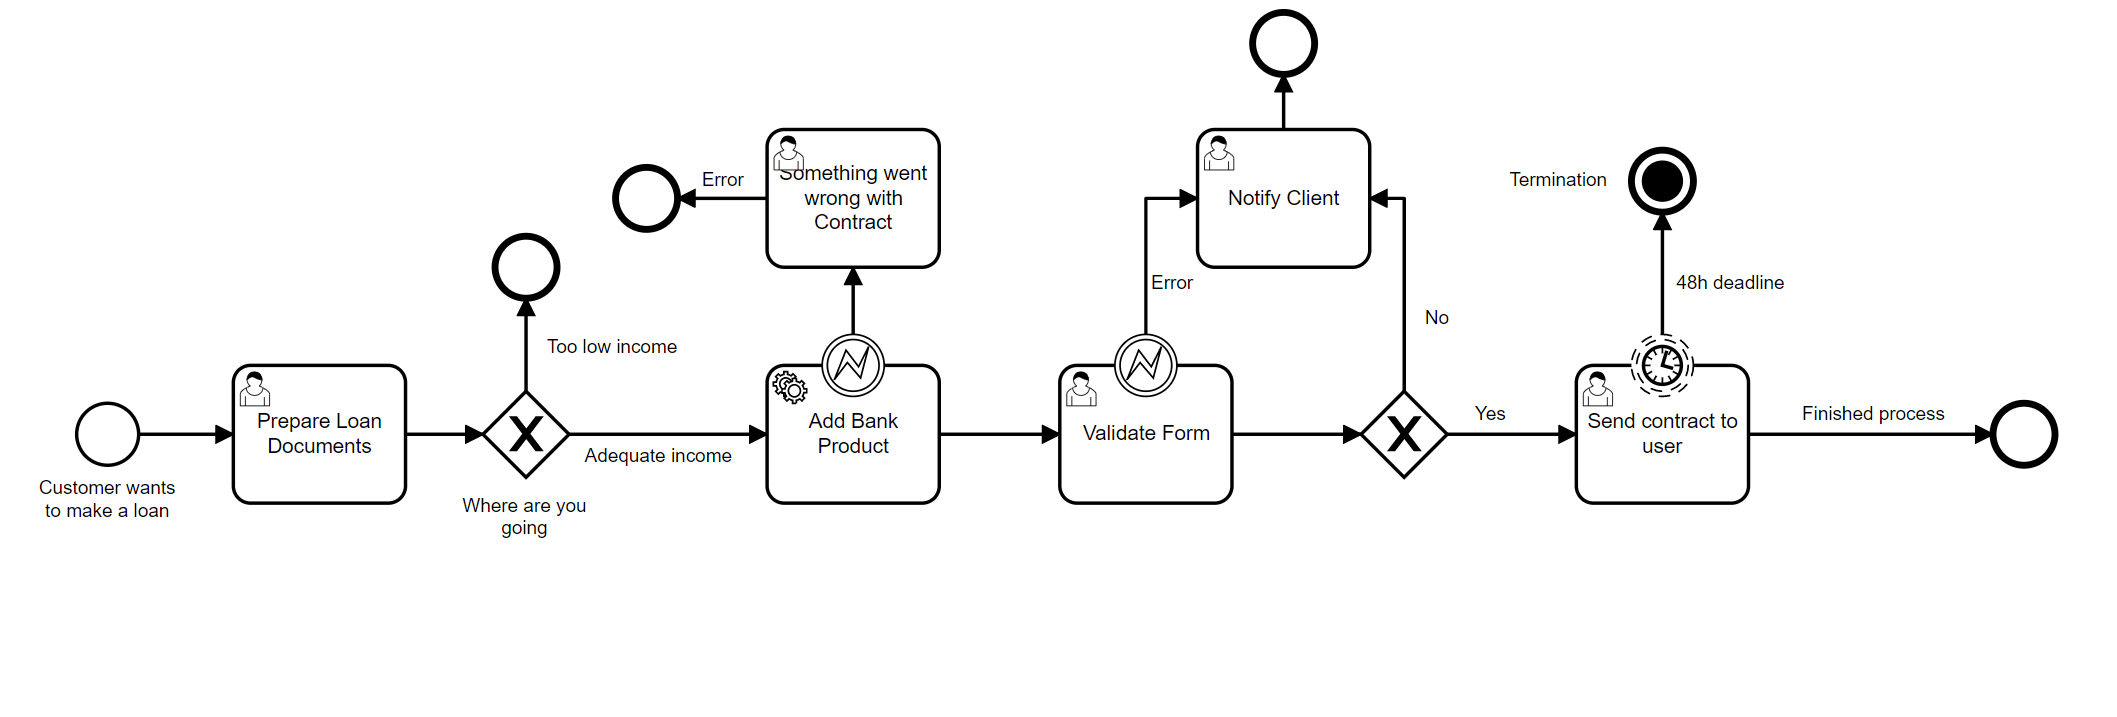 Customer wants
to make a loan
Prepare Loan
Documents
Where are you
going
Too low income
Adequate income
Error
Something went
wrong with
Contract
Add Bank
Product
Error
Validate Form
Notify Client
No
Yes
Termination
48h deadline
Send contract to
user
Finished process